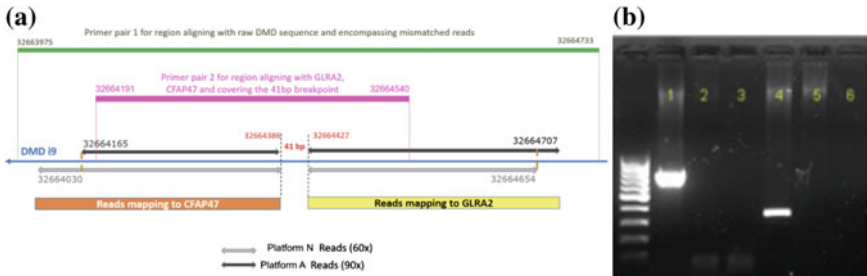 (a)
Primer pair 1 for region aligning with raw DMD sequence and encompassing mismatched reads
32663975
32664733
Primer pair 2 for region aligning with GLRA2,
CFAP47 and covering the 41bp breakpoint
32664191
32664540
32664386
32664427
32664165
41 bp
32664707
DMD i9
32664030
32664654
Reads mapping to CFAP47
Reads mapping to GLRA2
Platform N Reads (60x)
Platform A Reads (90x)
(b)
1 2 3 4 5 6